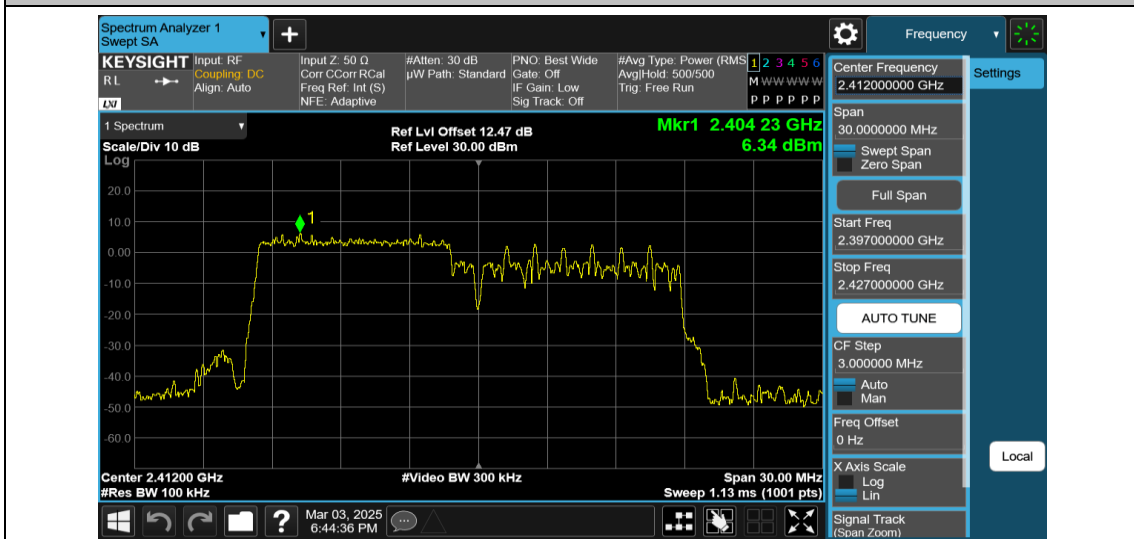 Spectrum Analyzer 1
Swept SA
+
Frequency
KEYSIGHT
R L
LXI
Input: RF
Coupling: DC
Align: Auto
Input Z: 50 Ω
Corr CCorr RCal
Freq Ref: Int (S)
NFE: Adaptive
#Atten: 30 dB
µW Path: Standard
PNO: Best Wide
Gate: Off
IF Gain: Low
Sig Track: Off
#Avg Type: Power (RMS
Avg|Hold: 500/500
Trig: Free Run
1 2 3 4 5 6
M W W W W W
P P P P P P
1 Spectrum
Scale/Div 10 dB
Ref Lvl Offset 12.47 dB
Ref Level 30.00 dBm
Mkr1 2.404 23 GHz
6.34 dBm
Log
20.0
10.0
0.00
-10.0
-20.0
-30.0
-40.0
-50.0
-60.0
1
Center 2.41200 GHz
#Res BW 100 kHz
#Video BW 300 kHz
Span 30.00 MHz
Sweep 1.13 ms (1001 pts)
Center Frequency
2.412000000 GHz
Span
30.0000000 MHz
Swept Span
Zero Span
Full Span
Start Freq
2.397000000 GHz
Stop Freq
2.427000000 GHz
AUTO TUNE
CF Step
3.000000 MHz
Auto
Man
Freq Offset
0 Hz
X Axis Scale
Log
Lin
Signal Track
(Span Zoom)
Settings
Local
?
Mar 03, 2025
6:44:36 PM